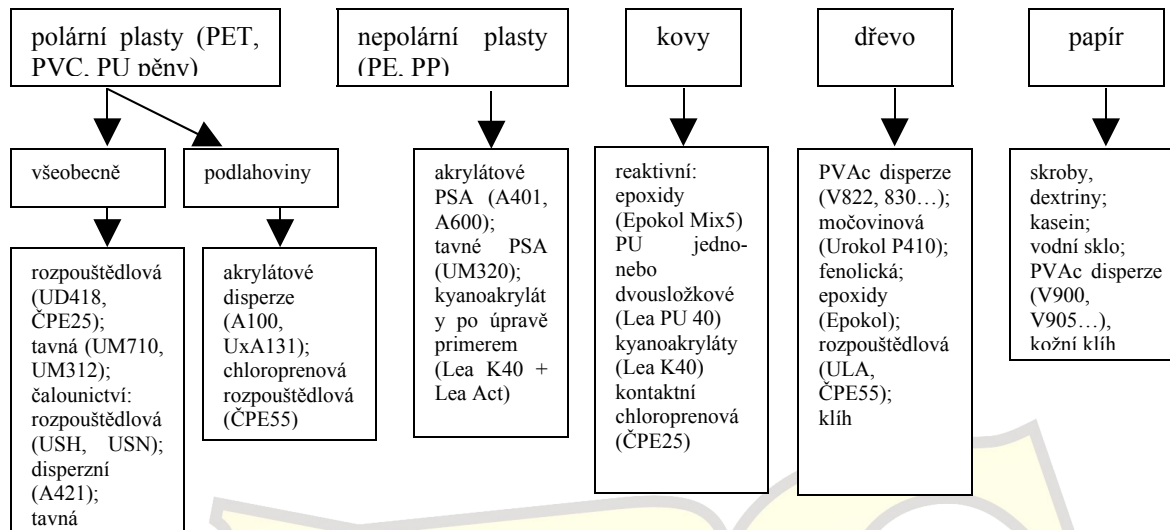 polární plasty (PET,
PVC, PU pěny)
nepolární plasty
(PE, PP)
kovy
dřevo
papír
všeobecně
podlahoviny
rozpouštědlová
(UD418,
ČPE25);
tavná (UM710,
UM312);
čalounictví:
rozpouštědlová
(USH, USN);
disperzní
(A421);
tavná
akrylátové
disperze
(A100,
UxA131);
chloroprenová
rozpouštědlová
(ČPE55)
akrylátové
PSA (A401,
A600);
tavné PSA
(UM320);
kyanoakrylát
y po úpravě
primerem
(Lea K40 +
Lea Act)
reaktivní:
epoxidy
(Epokol Mix5)
PU jedno-
nebo
dvousložkové
(Lea PU 40)
kyanoakryláty
(Lea K40)
kontaktní
chloroprenová
(ČPE25)
PVAc disperze
(V822, 830…);
močovinová
(Urokol P410);
fenolická;
epoxidy
(Epokol);
rozpouštědlová
(ULA,
ČPE55);
klíh
skroby,
dextriny;
kasein;
vodní sklo;
PVAc disperze
(V900,
V905…),
kožní klíh